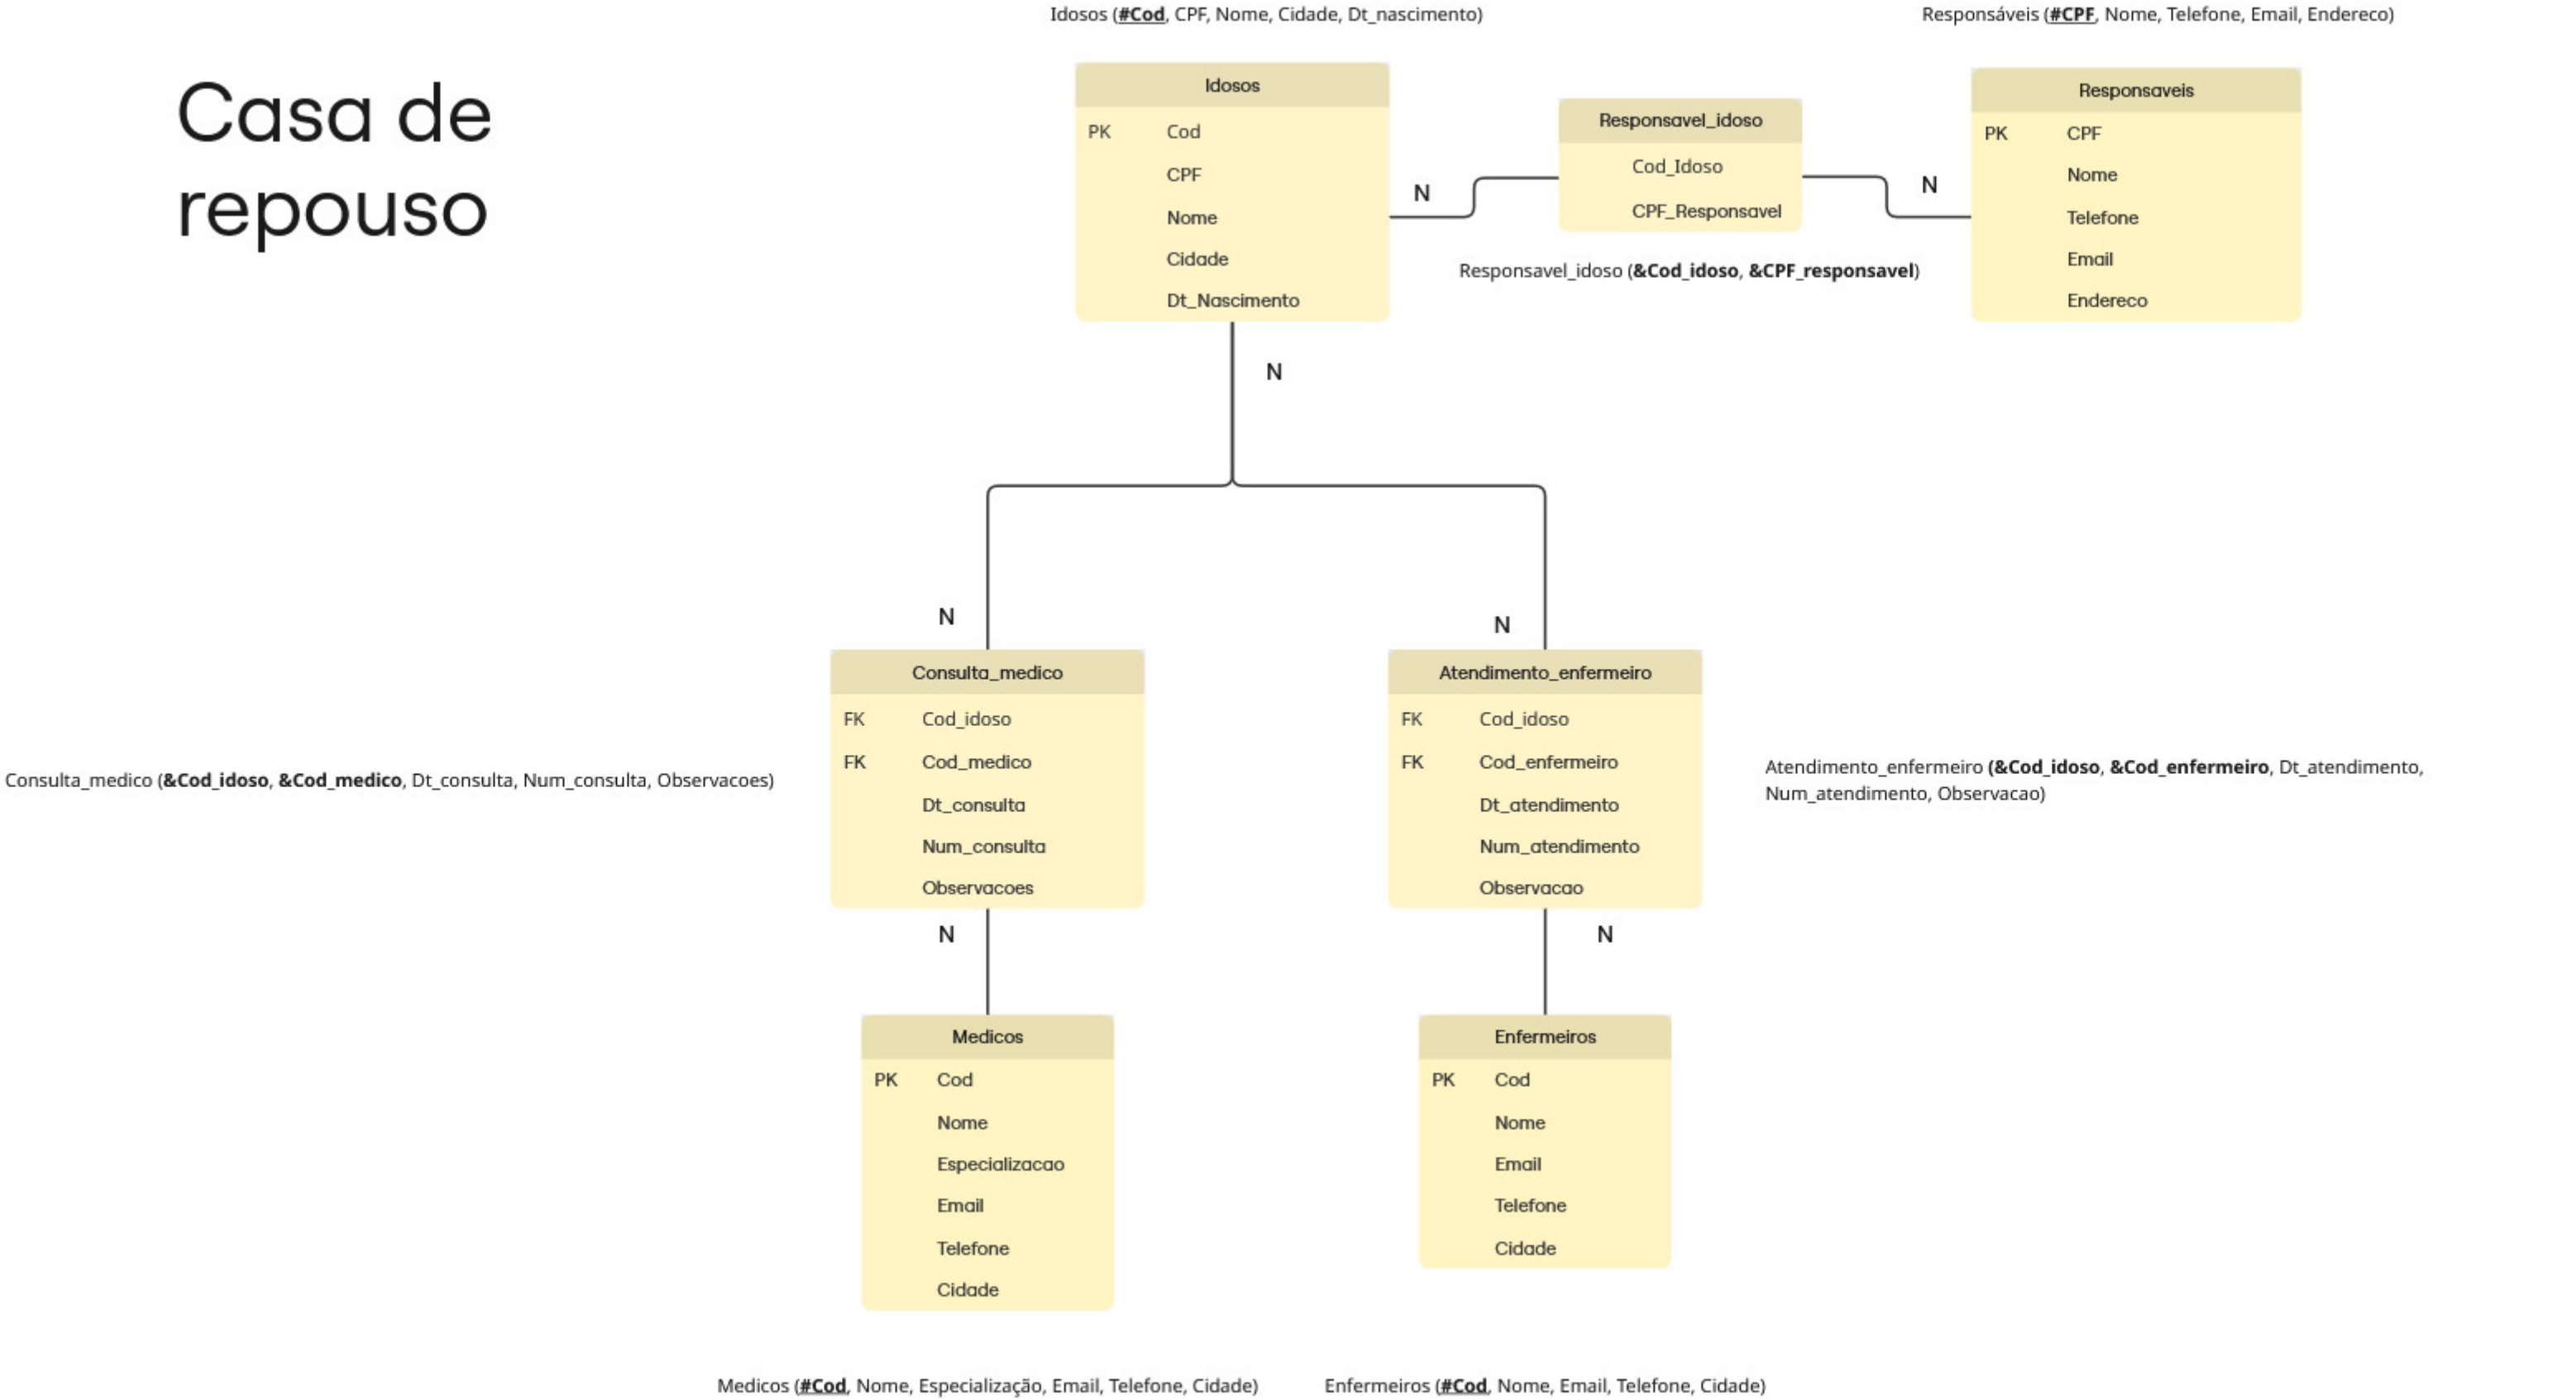 Idosos (#Cod, CPF, Nome, Cidade, Dt_nascimento)
Responsáveis (#CPF, Nome, Telefone, Email, Endereco)
Casa de
repouso
Idosos
PK Cod
CPF
Nome
Cidade
Dt_Nascimento
N
Responsavel_idoso
Cod_Idoso
CPF_Responsavel
N
Responsavel_idoso (&Cod_idoso, &CPF_responsavel)
Responsaveis
PK CPF
Nome
Telefone
Email
Endereco
N
N
N
Consulta_medico (&Cod_idoso, &Cod_medico, Dt_consulta, Num_consulta, Observacoes)
Consulta_medico
FK Cod_idoso
FK Cod_medico
Dt_consulta
Num_consulta
Observacoes
Atendimento_enfermeiro
FK Cod_idoso
FK Cod_enfermeiro
Dt_atendimento
Num_atendimento
Observacao
Atendimento_enfermeiro (&Cod_idoso, &Cod_enfermeiro, Dt_atendimento,
Num_atendimento, Observacao)
N
N
Medicos
PK Cod
Nome
Especializacao
Email
Telefone
Cidade
Enfermeiros
PK Cod
Nome
Email
Telefone
Cidade
Medicos (#Cod, Nome, Especialização, Email, Telefone, Cidade)
Enfermeiros (#Cod, Nome, Email, Telefone, Cidade)